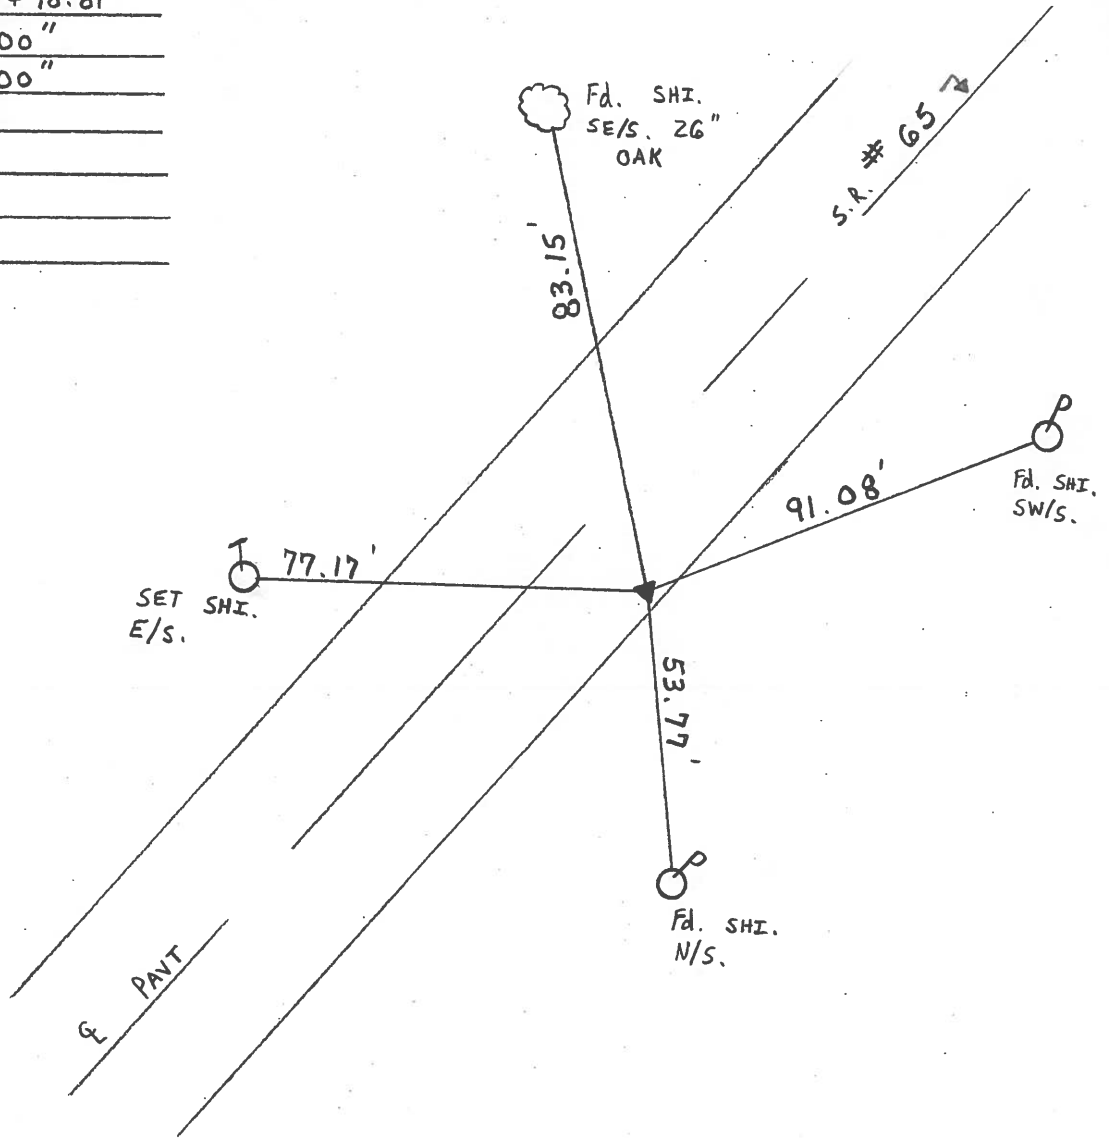 00"
00"
Fd. SHI.
SE/S. 26"
OAK
S.R. # 65
83.15'
91.08'
Fd. SHI.
SW/S.
77.17'
SET SHI.
E/S.
53.77'
Fd. SHI.
N/S.
℄ PAVT